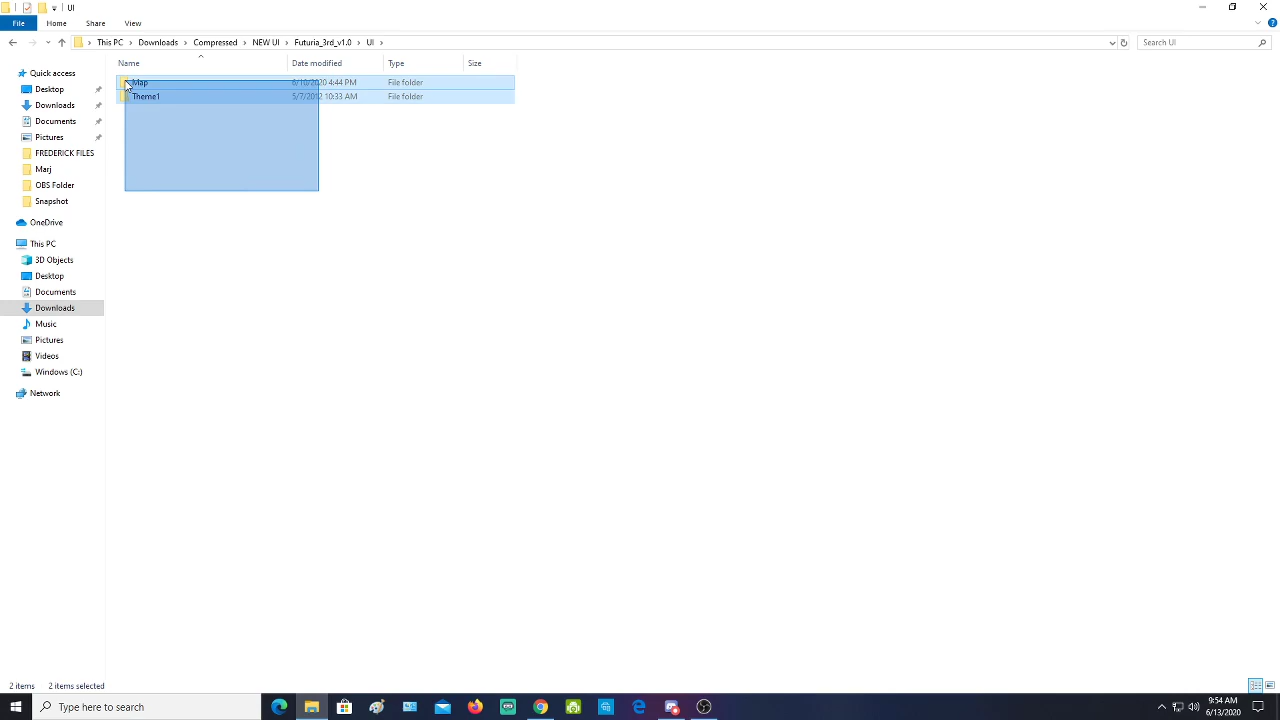 UI
File Home Share View
This PC > Downloads > Compressed > NEW UI > Futuria_3rd_v1.0 > UI > Search UI
Name Date modified Type Size
Map 6/10/2020 4:44 PM File folder
Theme1 5/7/2012 10:33 AM File folder
Quick access
Desktop
Downloads
Documents
Pictures
FREDERICK FILES
Marj
OBS Folder
Snapshot
OneDrive
This PC
3D Objects
Desktop
Documents
Downloads
Music
Pictures
Videos
Windows (C:)
Network
2 items 2 items selected
Type here to search
9:54 AM
6/13/2020